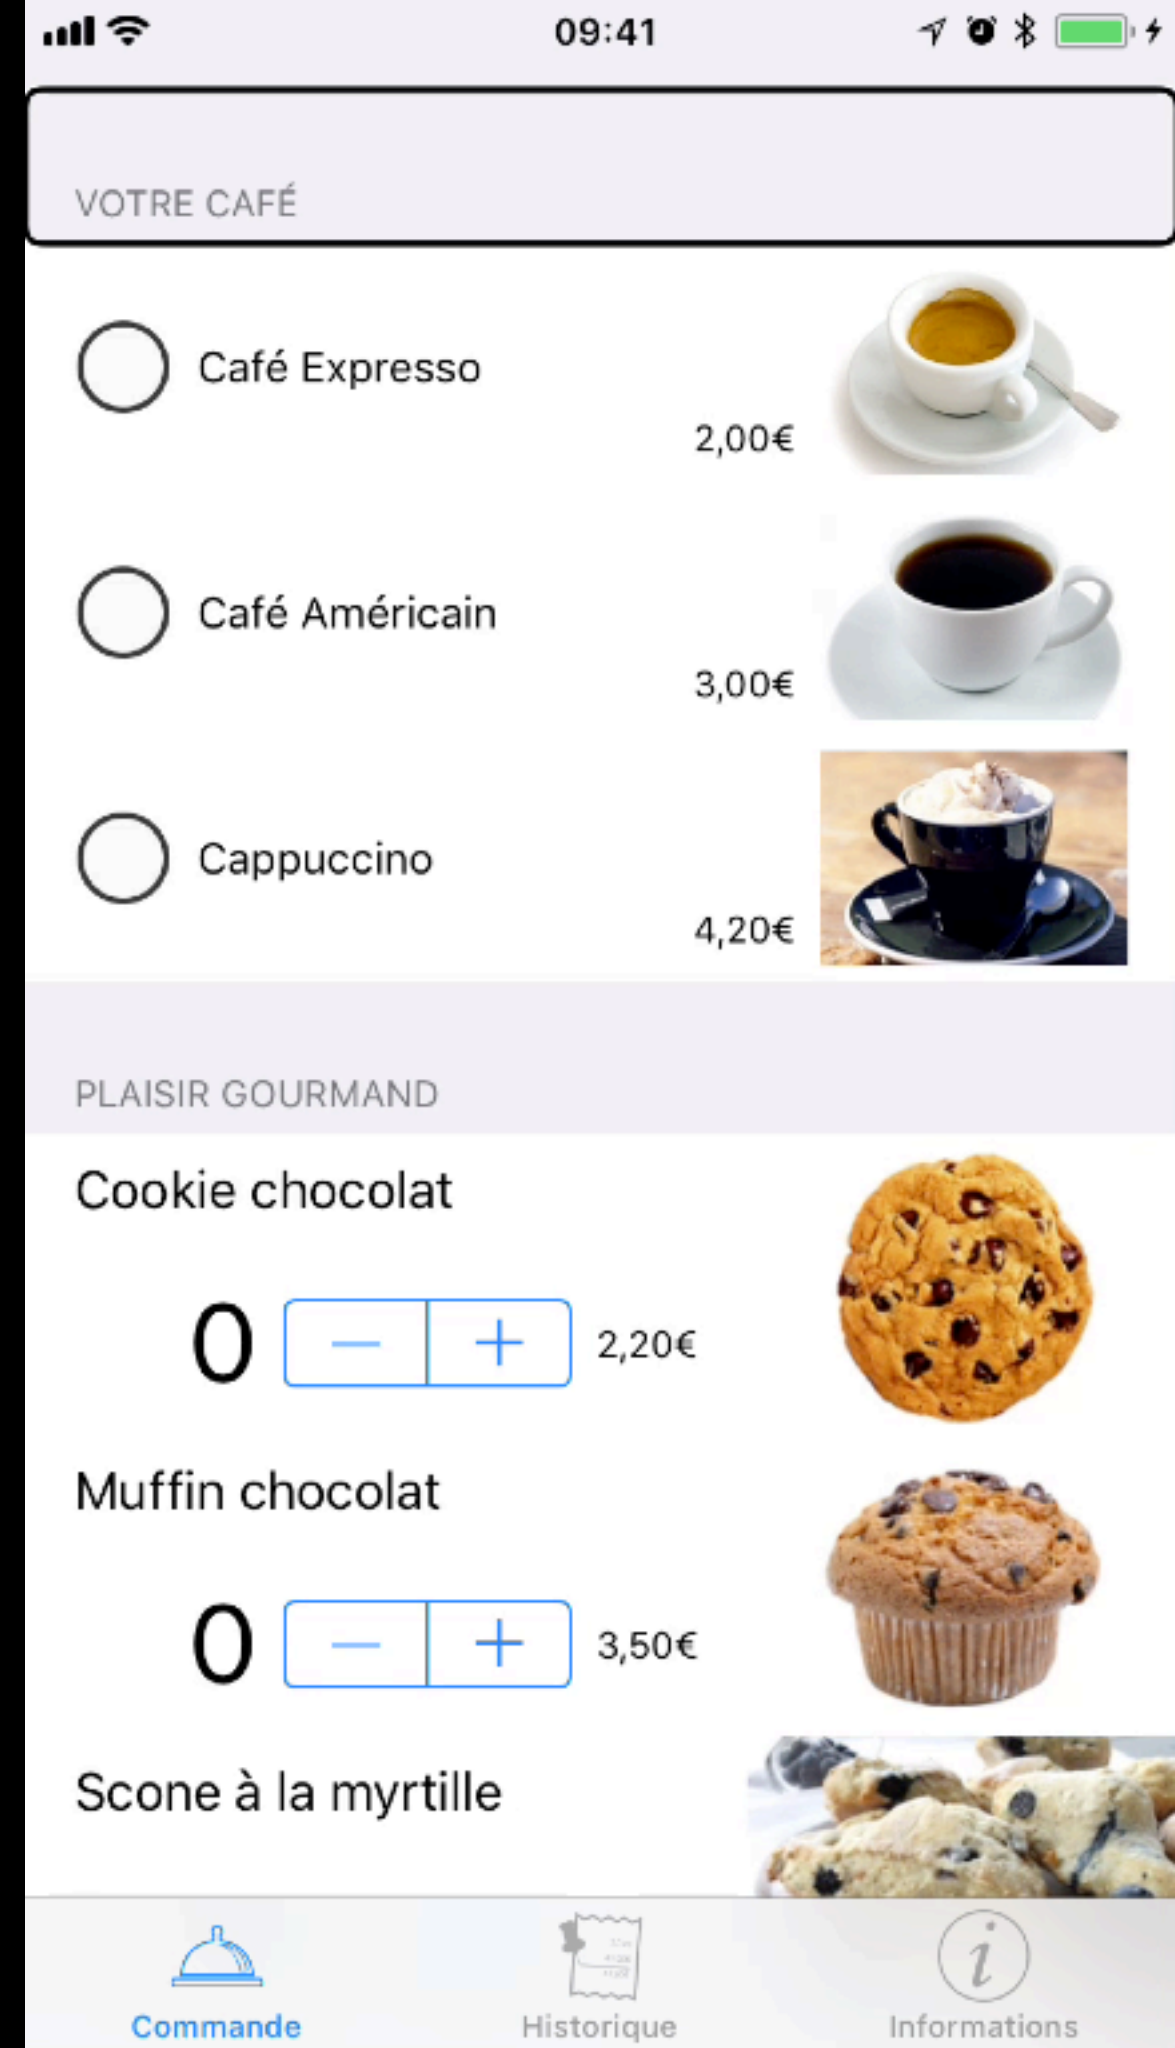 09:41
VOTRE CAFÉ
Café Expresso
2,00€
Café Américain
3,00€
Cappuccino
4,20€
PLAISIR GOURMAND
Cookie chocolat
0 − + 2,20€
Muffin chocolat
0 − + 3,50€
Scone à la myrtille
Commande Historique Informations